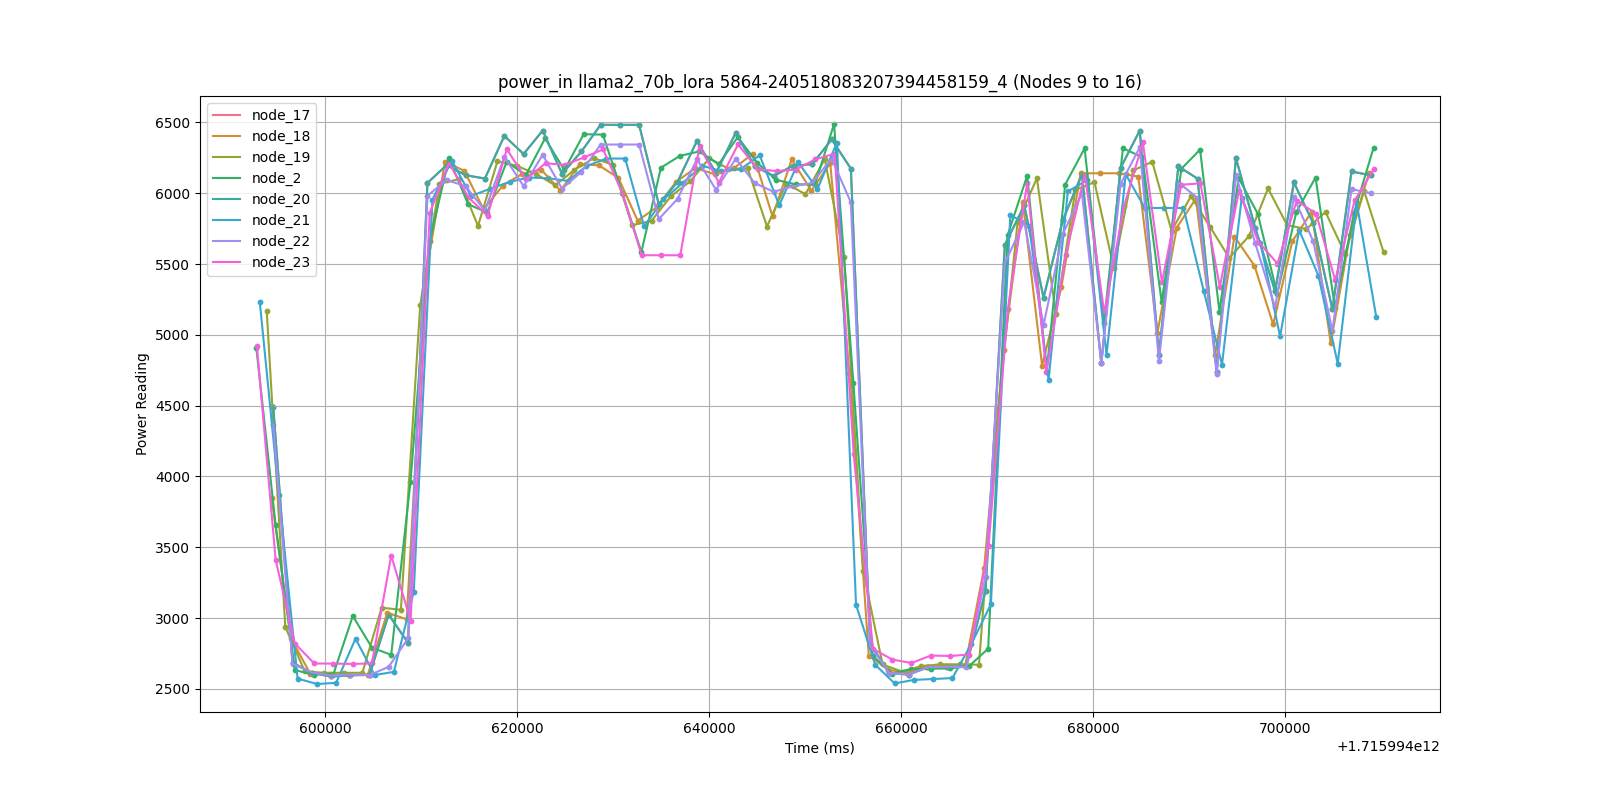 power_in llama2_70b_lora 5864-240518083207394458159_4 (Nodes 9 to 16)
node_17
node_18
node_19
node_2
node_20
node_21
node_22
node_23
6500
6000
5500
5000
4500
4000
3500
3000
2500
Power Reading
600000 620000 640000 660000 680000 700000
Time (ms)
+1.715994e12